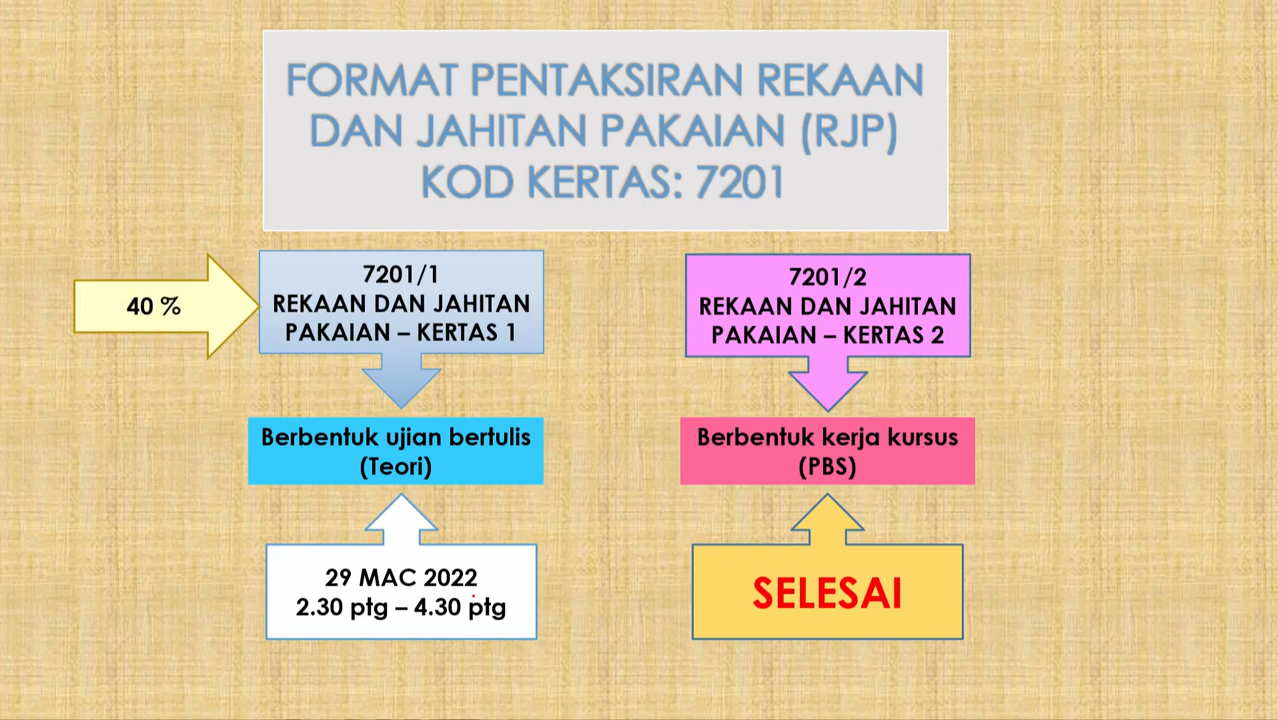 FORMAT PENTAKSIRAN REKAAN
DAN JAHITAN PAKAIAN (RJP)
KOD KERTAS: 7201
40 %
7201/1
REKAAN DAN JAHITAN
PAKAIAN – KERTAS 1
7201/2
REKAAN DAN JAHITAN
PAKAIAN – KERTAS 2
Berbentuk ujian bertulis
(Teori)
Berbentuk kerja kursus
(PBS)
29 MAC 2022
2.30 ptg – 4.30 ptg
SELESAI